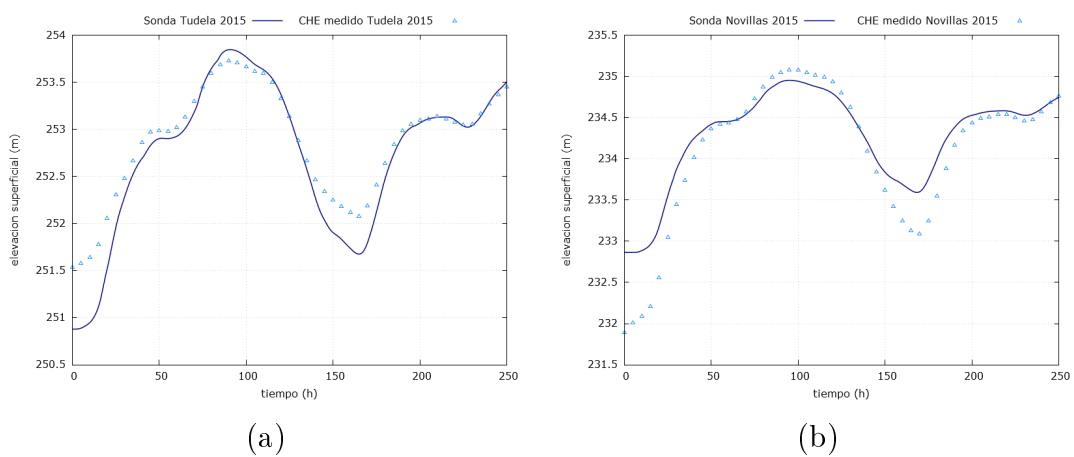 Sonda Tudela 2015 CHE medido Tudela 2015
254
253.5
253
252.5
252
251.5
251
250.5
elevacion superficial (m)
0 50 100 150 200 250
tiempo (h)
(a)
Sonda Novillas 2015 CHE medido Novillas 2015
235.5
235
234.5
234
233.5
233
232.5
232
231.5
elevacion superficial (m)
0 50 100 150 200 250
tiempo (h)
(b)